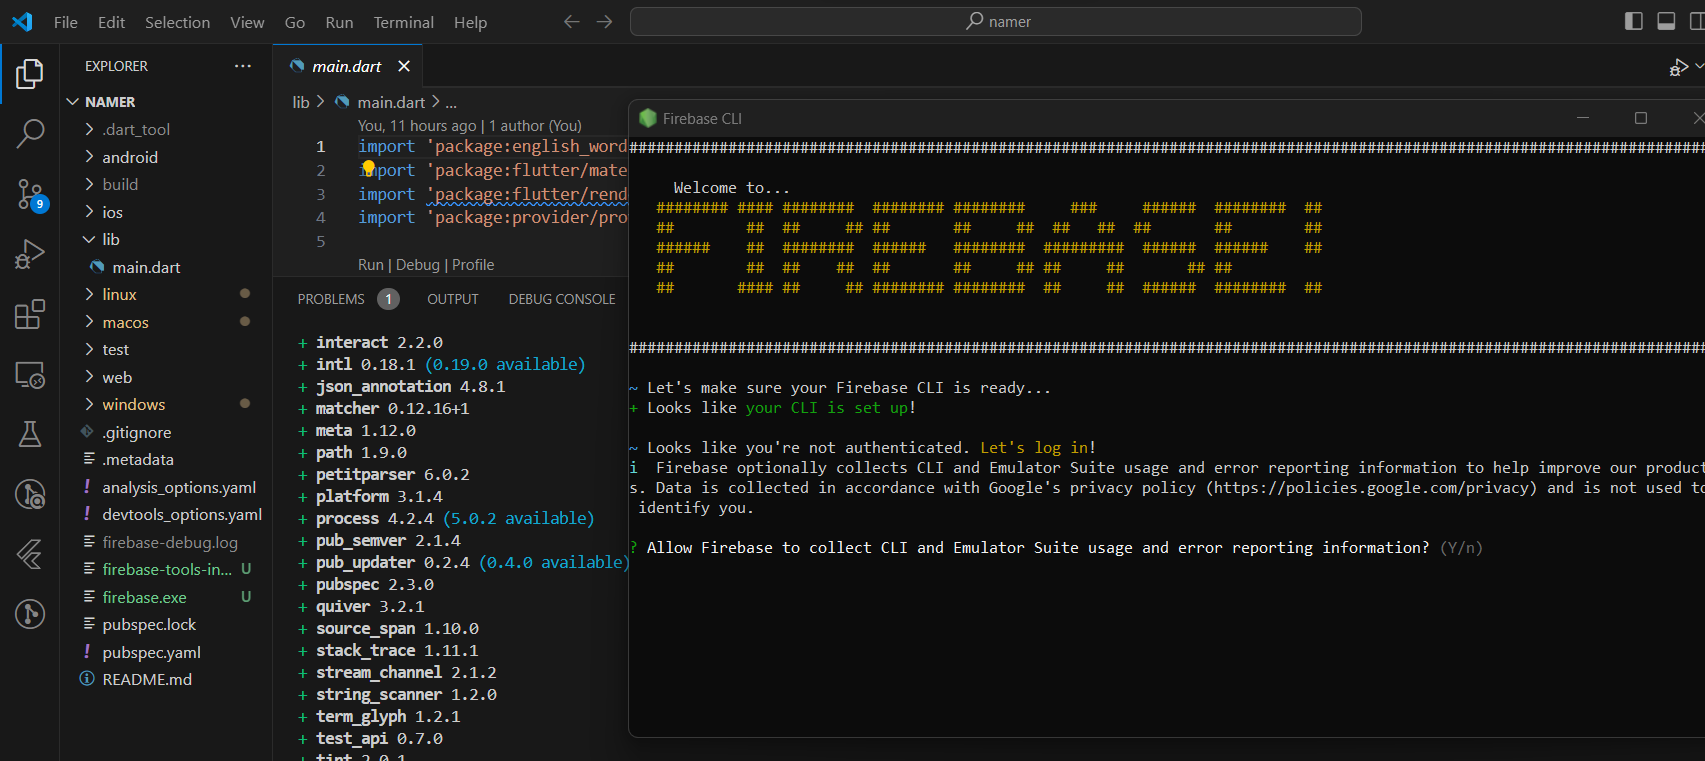 File Edit Selection View Go Run Terminal Help
namer
EXPLORER
NAMER
.dart_tool
android
build
ios
lib
main.dart
linux
macos
test
web
windows
.gitignore
.metadata
! analysis_options.yaml
! devtools_options.yaml
firebase-debug.log
firebase-tools-in... U
firebase.exe U
pubspec.lock
! pubspec.yaml
README.md
9
main.dart
lib > main.dart > ...
You, 11 hours ago | 1 author (You)
1 import 'package:english_word
2 import 'package:flutter/mate
3 import 'package:flutter/rend
4 import 'package:provider/pro
5
Run | Debug | Profile
PROBLEMS 1 OUTPUT DEBUG CONSOLE
+ interact 2.2.0
+ intl 0.18.1 (0.19.0 available)
+ json_annotation 4.8.1
+ matcher 0.12.16+1
+ meta 1.12.0
+ path 1.9.0
+ petitparser 6.0.2
+ platform 3.1.4
+ process 4.2.4 (5.0.2 available)
+ pub_semver 2.1.4
+ pub_updater 0.2.4 (0.4.0 available)
+ pubspec 2.3.0
+ quiver 3.2.1
+ source_span 1.10.0
+ stack_trace 1.11.1
+ stream_channel 2.1.2
+ string_scanner 1.2.0
+ term_glyph 1.2.1
+ test_api 0.7.0
+ tint 2.0.1
Firebase CLI
Welcome to...
FIREBASE!
~ Let's make sure your Firebase CLI is ready...
+ Looks like your CLI is set up!
~ Looks like you're not authenticated. Let's log in!
i Firebase optionally collects CLI and Emulator Suite usage and error reporting information to help improve our product
s. Data is collected in accordance with Google's privacy policy (https://policies.google.com/privacy) and is not used to
identify you.
? Allow Firebase to collect CLI and Emulator Suite usage and error reporting information? (Y/n)